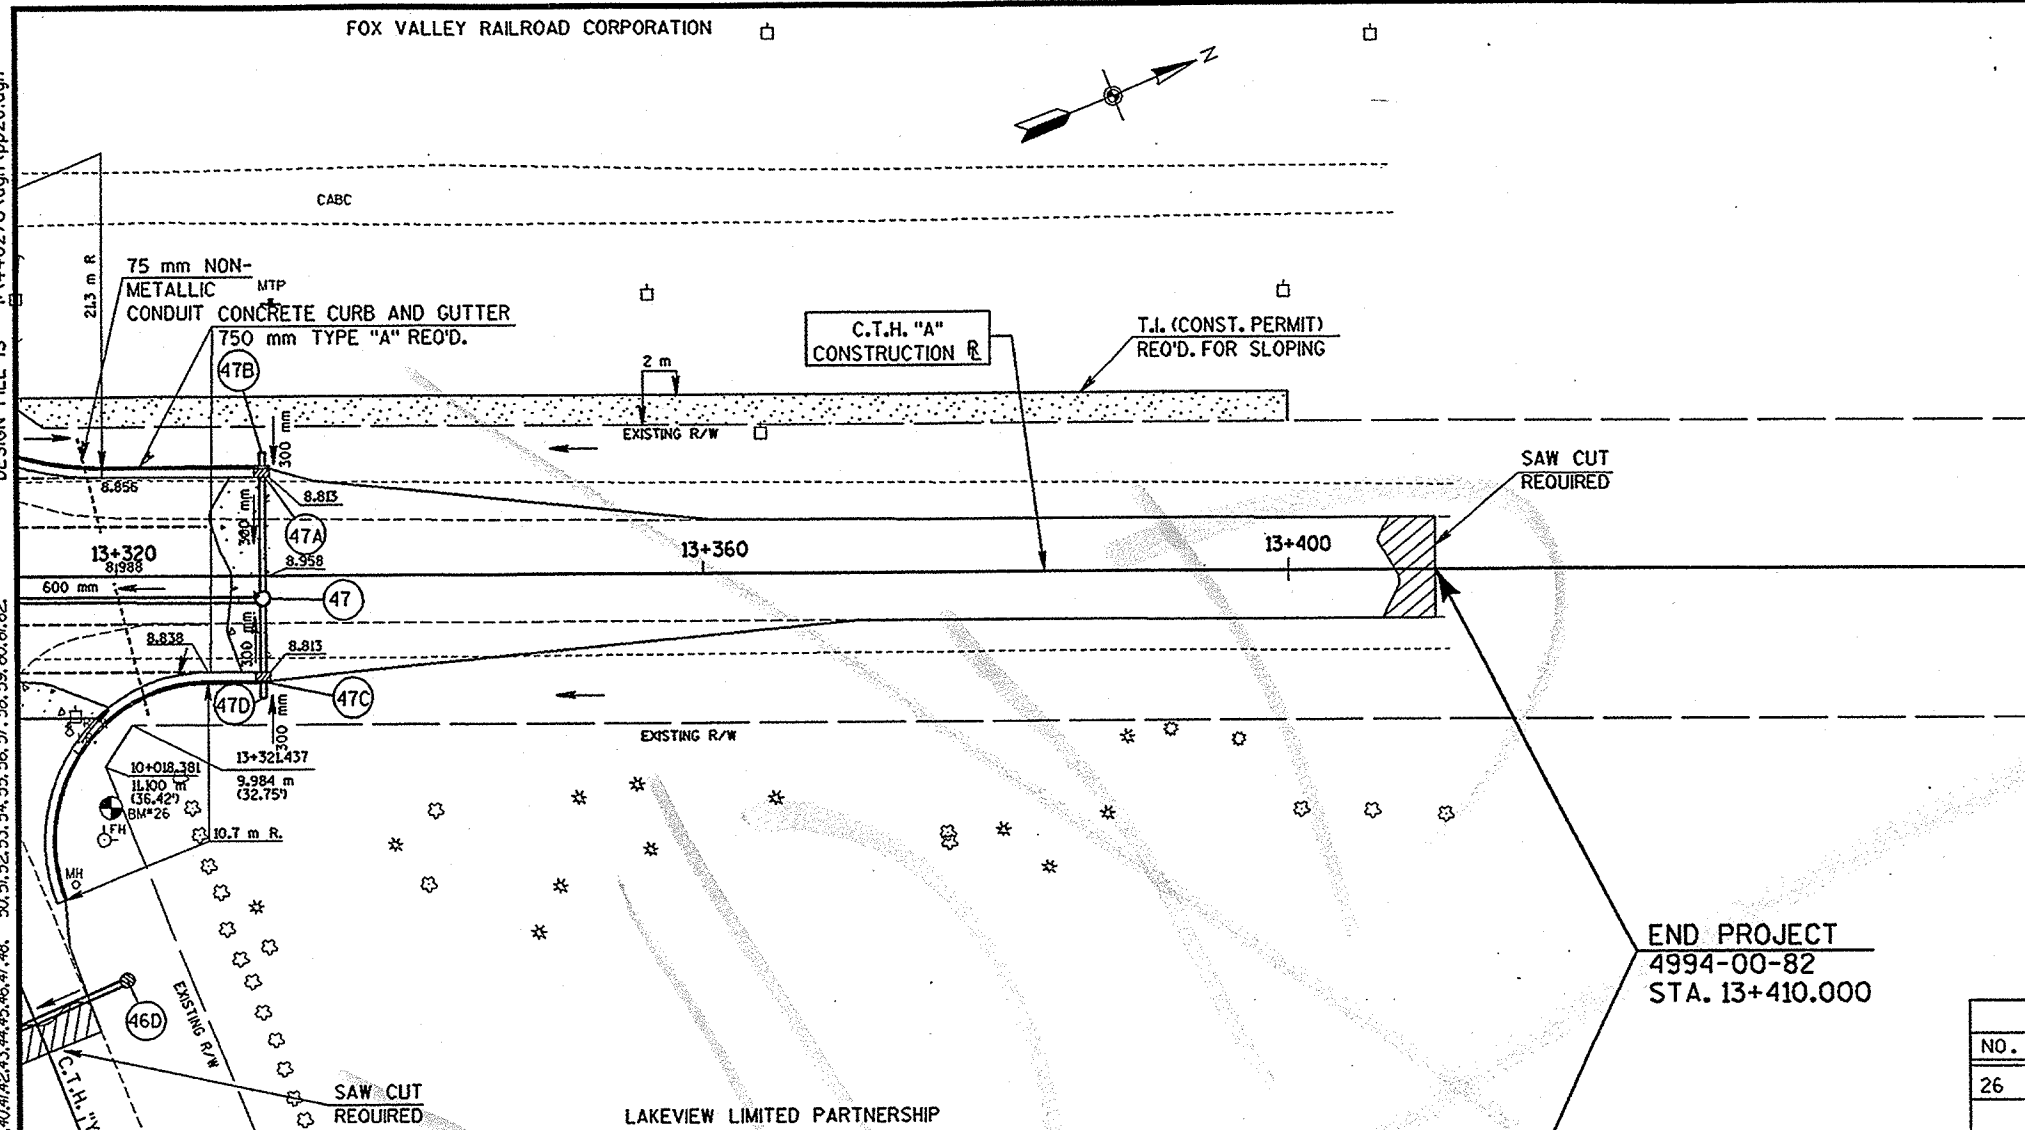 FOX VALLEY RAILROAD CORPORATION
N
CABC
21.3 m R
75 mm NON-
METALLIC
CONDUIT
MTP
CONCRETE CURB AND GUTTER
750 mm TYPE "A" REQ'D.
47B
2 m
C.T.H. "A"
CONSTRUCTION RL
T.I. (CONST. PERMIT)
REQ'D. FOR SLOPING
300 mm
EXISTING R/W
SAW CUT
REQUIRED
8.856
8.813
300 mm
47A
13+320
8.988
8.958
13+360
13+400
600 mm
47
300 mm
8.838
8.813
47D
47C
300 mm
EXISTING R/W
13+321.437
9.984 m
(32.75')
10+018.381
11.100 m
(36.42')
BM#26
FH
10.7 m R.
MH
EXISTING R/W
46D
C.T.H. "Y
END PROJECT
4994-00-82
STA. 13+410.000
NO.
26
SAW CUT
REQUIRED
LAKEVIEW LIMITED PARTNERSHIP